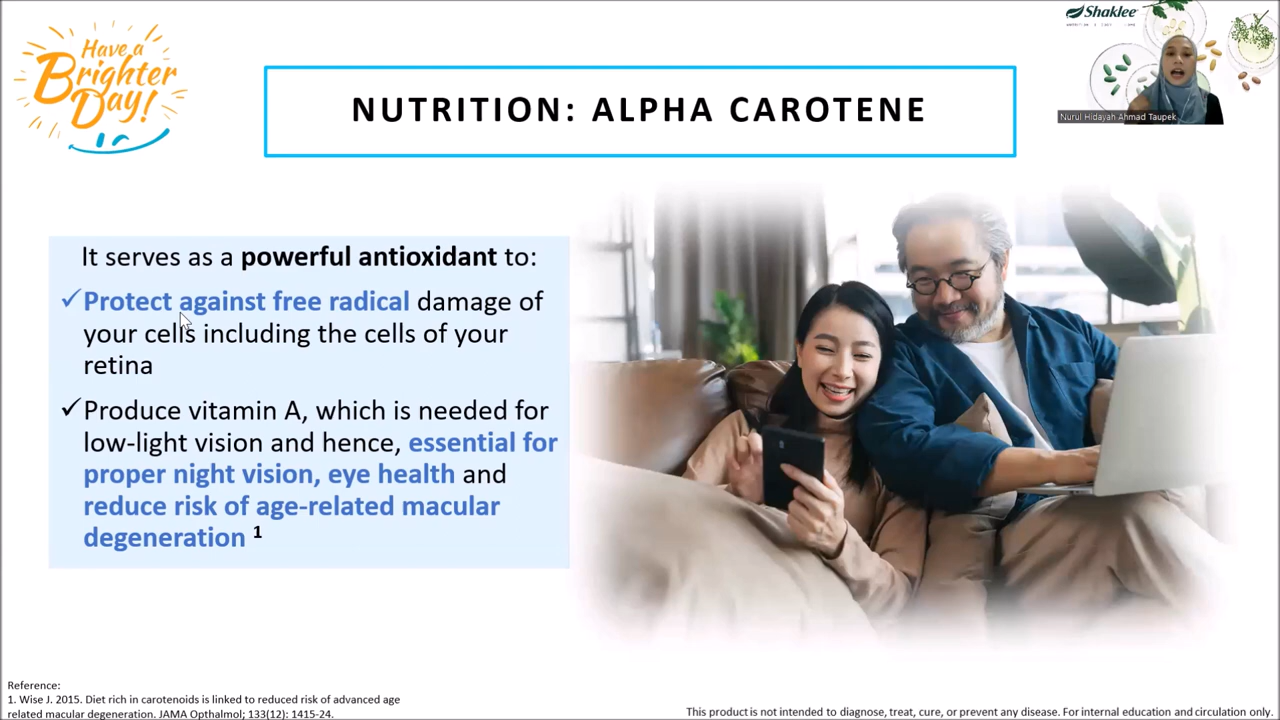 Have a
Brighter
Day!
Shaklee
NUTRITION: ALPHA CAROTENE
Nurul Hidayah Ahmad Taupek
It serves as a powerful antioxidant to:
✓Protect against free radical damage of
your cells including the cells of your
retina
✓Produce vitamin A, which is needed for
low-light vision and hence, essential for
proper night vision, eye health and
reduce risk of age-related macular
degeneration 1
Reference:
1. Wise J. 2015. Diet rich in carotenoids is linked to reduced risk of advanced age
related macular degeneration. JAMA Opthalmol; 133(12): 1415-24.
This product is not intended to diagnose, treat, cure, or prevent any disease. For internal education and circulation only.